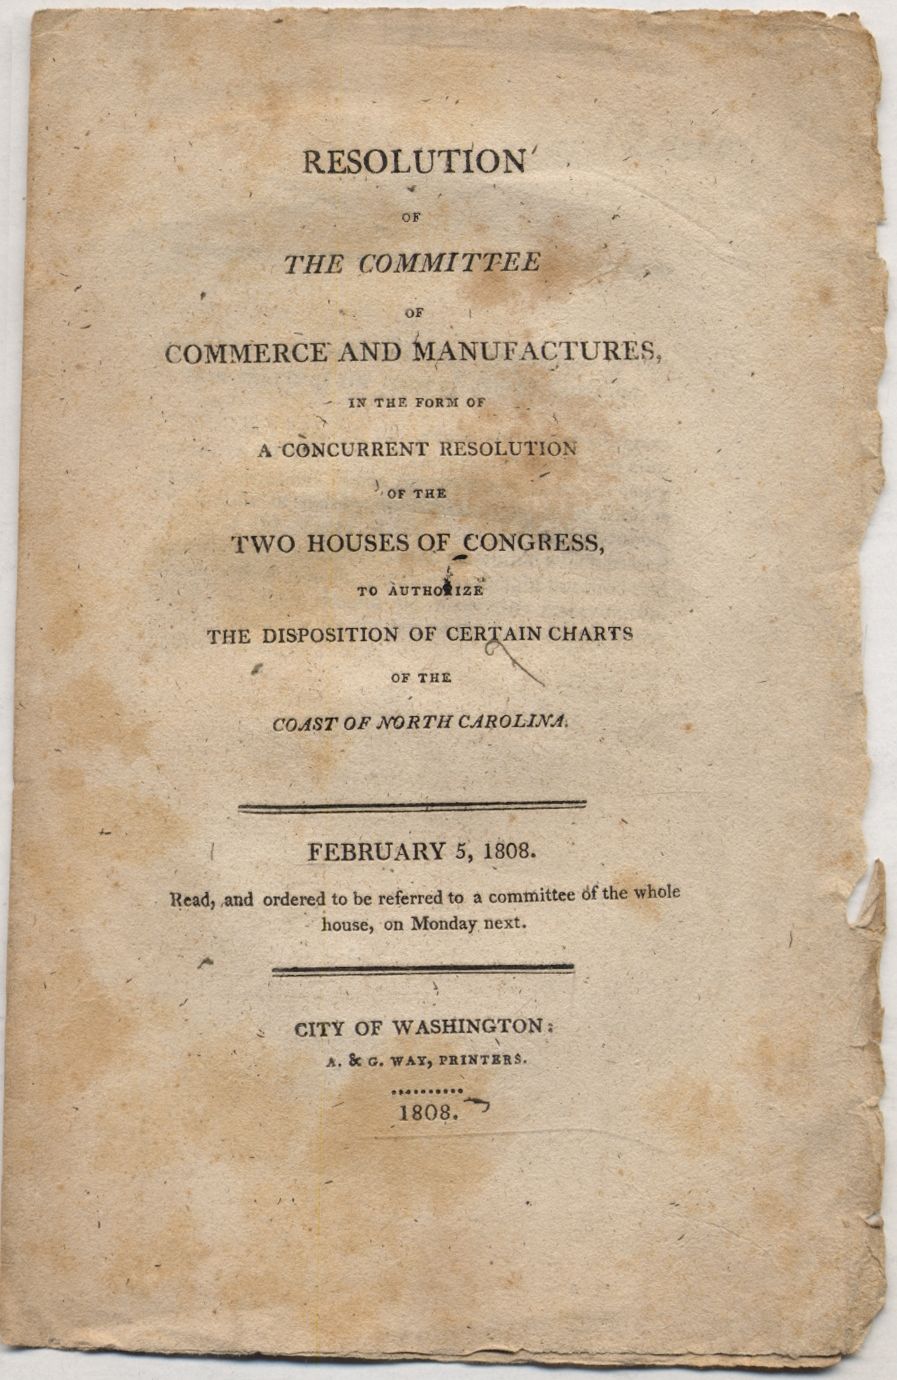 RESOLUTION
OF
THE COMMITTEE
OF
COMMERCE AND MANUFACTURES,
IN THE FORM OF
A CONCURRENT RESOLUTION
OF THE
TWO HOUSES OF CONGRESS,
TO AUTHORIZE
THE DISPOSITION OF CERTAIN CHARTS
OF THE
COAST OF NORTH CAROLINA.
FEBRUARY 5, 1808.
Read, and ordered to be referred to a committee of the whole
house, on Monday next.
CITY OF WASHINGTON:
A. & G. WAY, PRINTERS.
..........
1808.